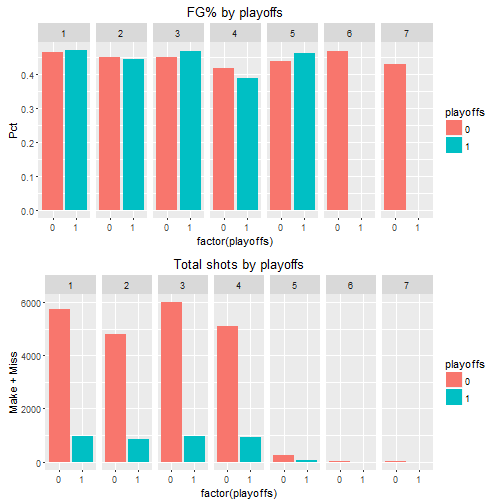 FG% by playoffs
1 2 3 4 5 6 7
0.4
0.3
0.2
0.1
0.0
Pct
0 1 0 1 0 1 0 1 0 1 0 1 0 1
factor(playoffs)
playoffs
0
1
Total shots by playoffs
1 2 3 4 5 6 7
6000
4000
2000
0
Make + Miss
0 1 0 1 0 1 0 1 0 1 0 1 0 1
factor(playoffs)
playoffs
0
1